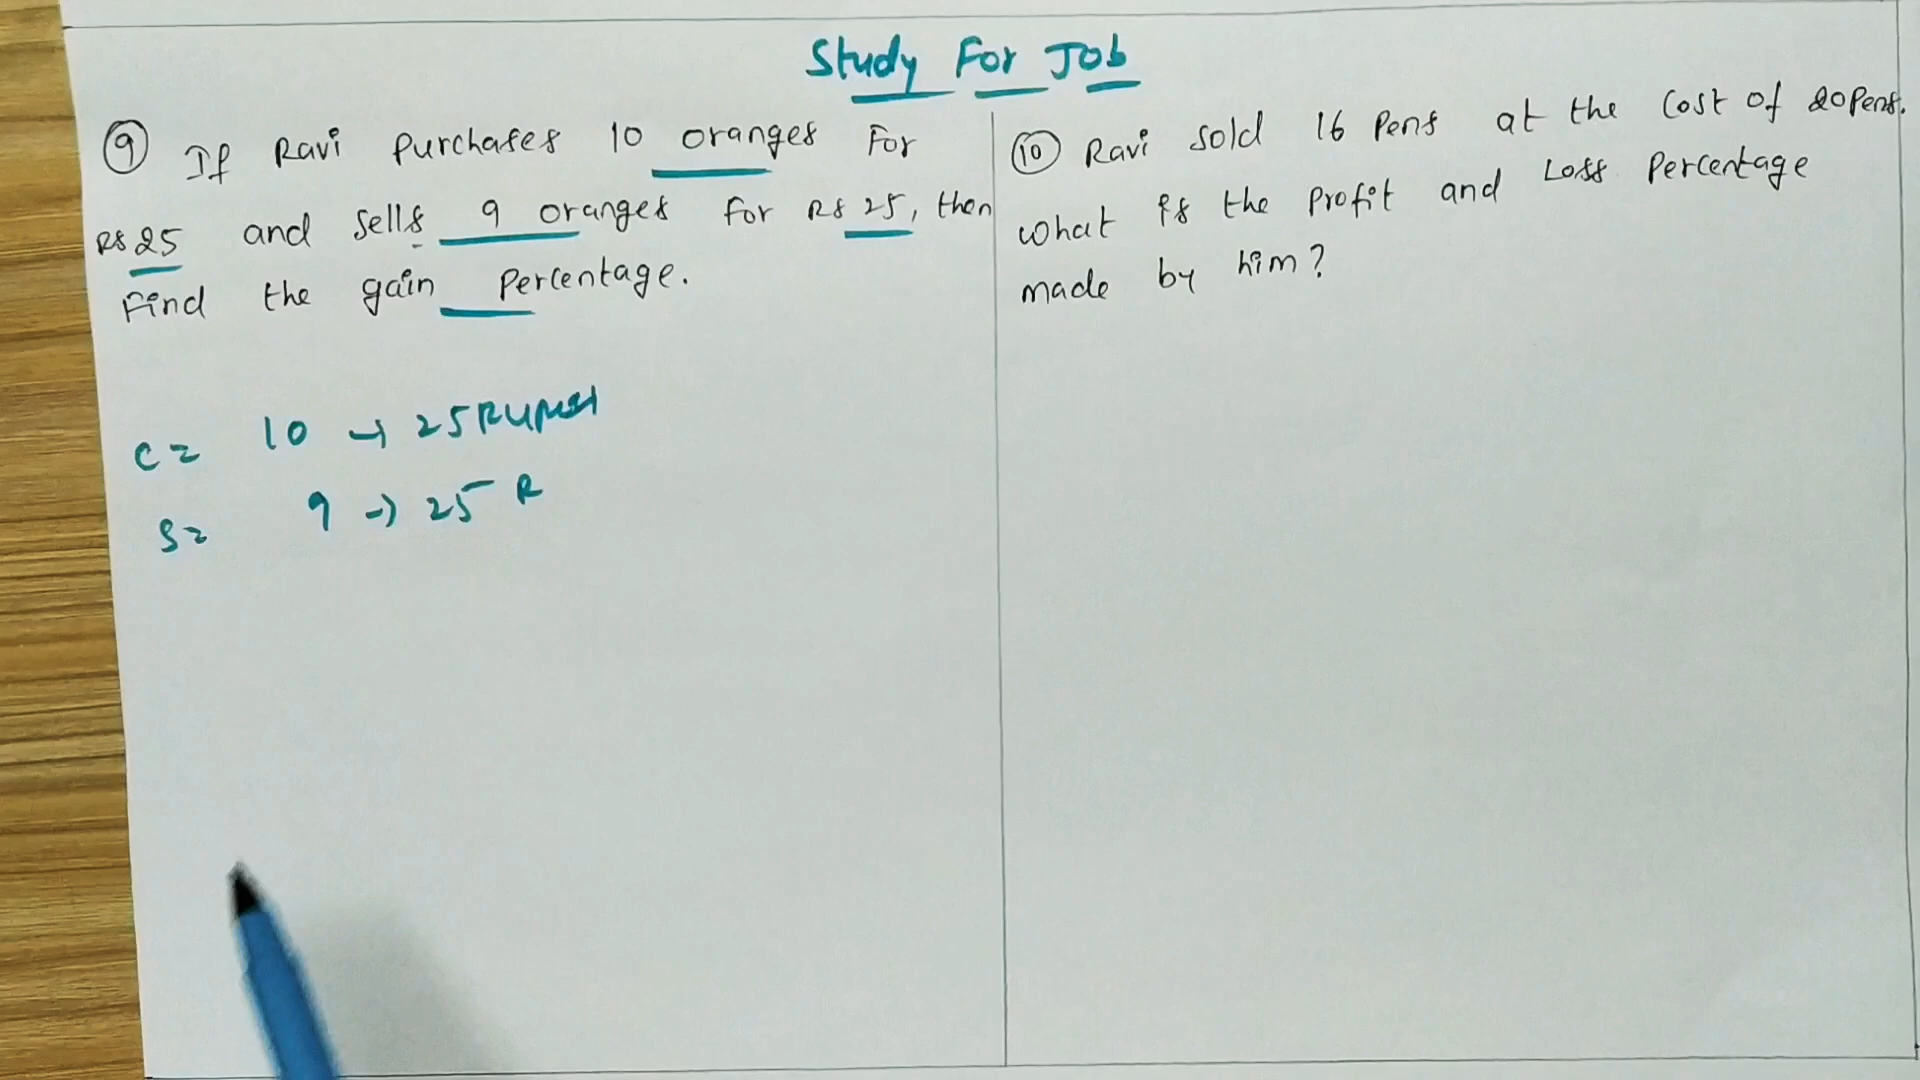 Study For Job
9 If Ravi Purchases 10 oranges For
RS 25 and sells 9 oranges for RS 25, then
Find the gain Percentage.
C = 10 → 25 Rupees
S = 9 → 25 R
10 Ravi sold 16 Pens at the Cost of 20 Pens.
what is the Profit and Loss Percentage
made by him?